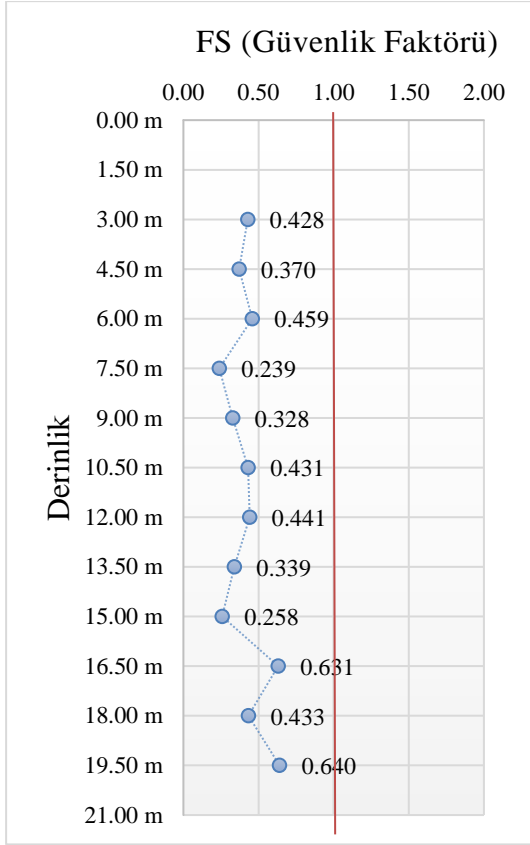 FS (Güvenlik Faktörü)
0.00 0.50 1.00 1.50 2.00
0.00 m
1.50 m
3.00 m 0.428
4.50 m 0.370
6.00 m 0.459
7.50 m 0.239
9.00 m 0.328
10.50 m 0.431
12.00 m 0.441
13.50 m 0.339
15.00 m 0.258
16.50 m 0.631
18.00 m 0.433
19.50 m 0.640
21.00 m
Derinlik